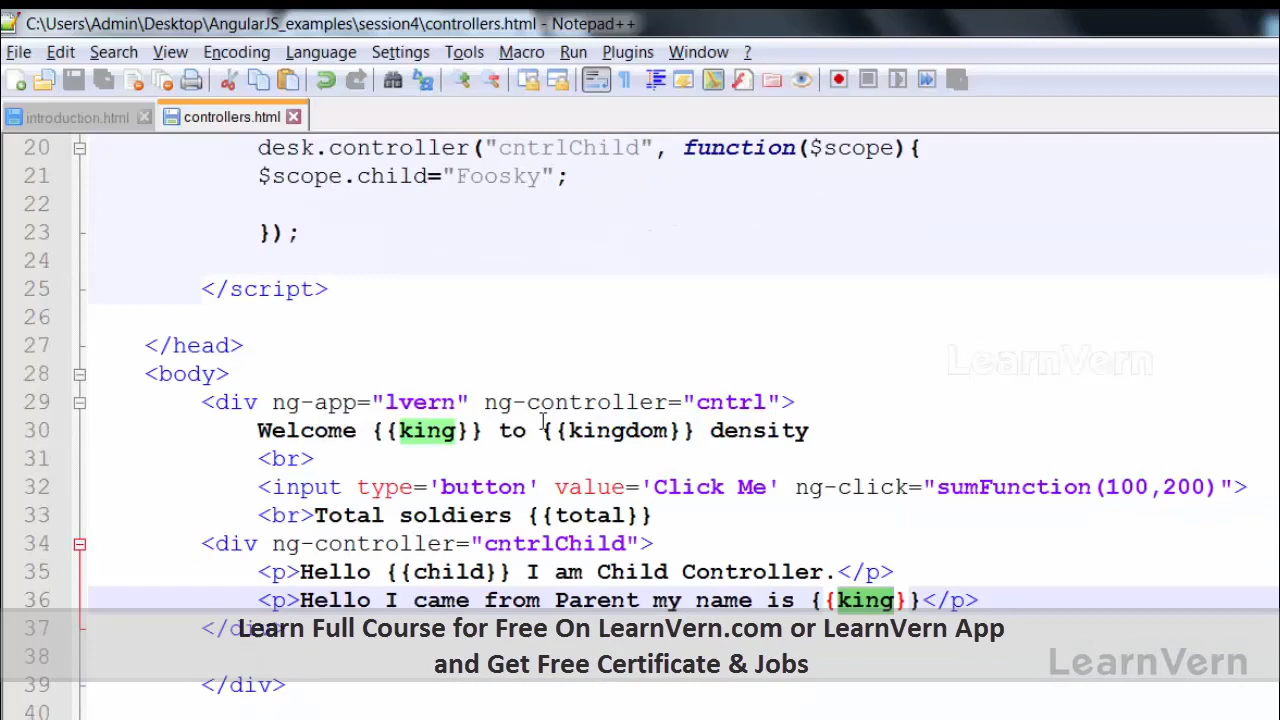 C:\Users\Admin\Desktop\AngularJS_examples\session4\controllers.html - Notepad++
File Edit Search View Encoding Language Settings Tools Macro Run Plugins Window ?
introduction.html controllers.html
20 desk.controller("cntrlChild", function($scope){
21 $scope.child="Foosky";
22
23 });
24
25 </script>
26
LearnVern
27 </head>
28 <body>
29 <div ng-app="lvern" ng-controller="cntrl">
30 Welcome {{king}} to {{kingdom}} density
31 <br>
32 <input type='button' value='Click Me' ng-click="sumFunction(100,200)">
33 <br>Total soldiers {{total}}
34 <div ng-controller="cntrlChild">
35 <p>Hello {{child}} I am Child Controller.</p>
36 <p>Hello I came from Parent my name is {{king}}</p>
37 </div>
Learn Full Course for Free On LearnVern.com or LearnVern App
38
and Get Free Certificate & Jobs
LearnVern
39 </div>
40